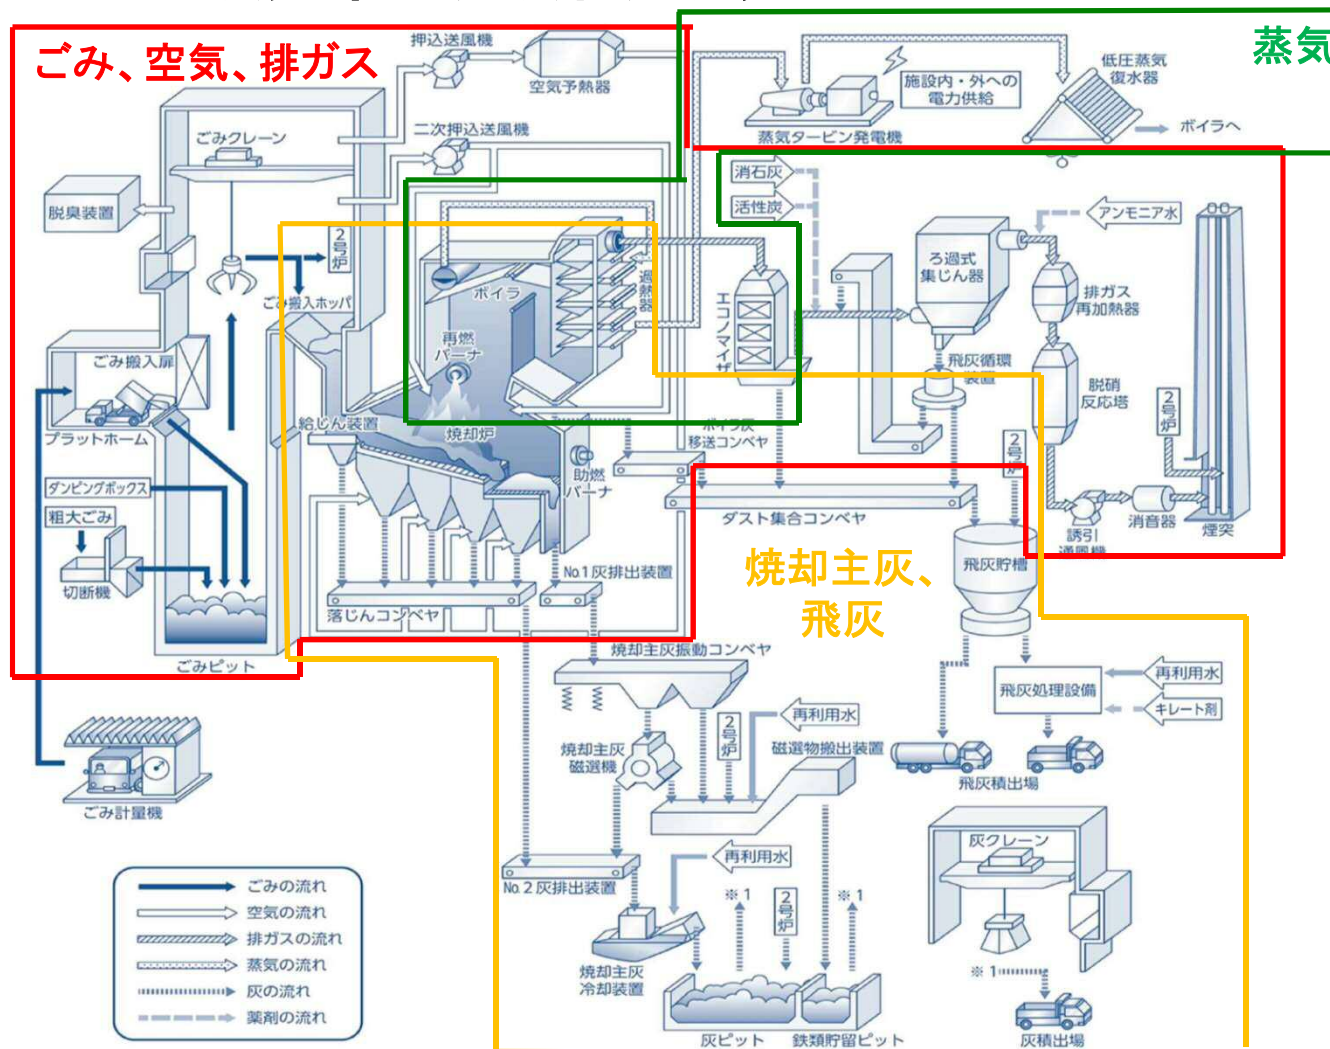 ごみ、空気、排ガス
蒸気
押込送風機
空気予熱器
二次押込送風機
施設内・外への
電力供給
低圧蒸気
復水器
蒸気タービン発電機
ボイラへ
ごみクレーン
脱臭装置
2号炉
ごみ搬入ホッパ
消石灰
活性炭
アンモニア水
ろ過式
集じん器
排ガス
再加熱器
ボイラ
過熱器
エコノマイザ
再燃
バーナ
ごみ搬入扉
プラットホーム
給じん装置
焼却炉
飛灰循環
装置
脱硝
反応塔
2号炉
ボイラ灰
移送コンベヤ
2号炉
助燃
バーナ
ダンピングボックス
粗大ごみ
切断機
ダスト集合コンベヤ
誘引
通風機
消音器
煙突
焼却主灰、
飛灰
飛灰貯槽
No.1灰排出装置
落じんコンベヤ
ごみピット
焼却主灰振動コンベヤ
飛灰処理設備
再利用水
キレート剤
2号炉
再利用水
焼却主灰
磁選機
磁選物搬出装置
飛灰積出場
ごみ計量機
灰クレーン
再利用水
No.2灰排出装置
※1
2号炉
※1
焼却主灰
冷却装置
※1
灰ピット
鉄類貯留ピット
灰積出場
ごみの流れ
空気の流れ
排ガスの流れ
蒸気の流れ
灰の流れ
薬剤の流れ